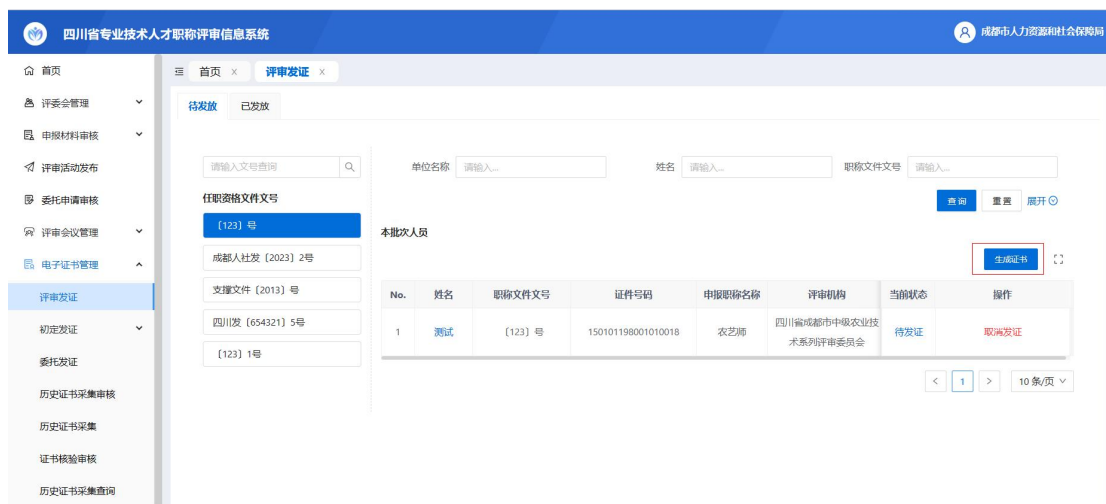 四川省专业技术人才职称评审信息系统
成都市人力资源和社会保障局
首页
评委会管理
申报材料审核
评审活动发布
委托申请审核
评审会议管理
电子证书管理
评审发证
初定发证
委托发证
历史证书采集审核
历史证书采集
证书核验审核
历史证书采集查询
首页 × 评审发证 ×
待发放 已发放
请输入文号查询
任职资格文件文号
〔123〕号
成都人社发〔2023〕2号
支撑文件〔2013〕号
四川发〔654321〕5号
〔123〕1号
单位名称 请输入... 姓名 请输入... 职称文件文号 请输入...
查询 重置 展开
本批次人员
生成证书
No. 姓名 职称文件文号 证件号码 申报职称名称 评审机构 当前状态 操作
1 测试 〔123〕号 150101198001010018 农艺师 四川省成都市中级农业技 待发证 取消发证
术系列评审委员会
< 1 > 10 条/页